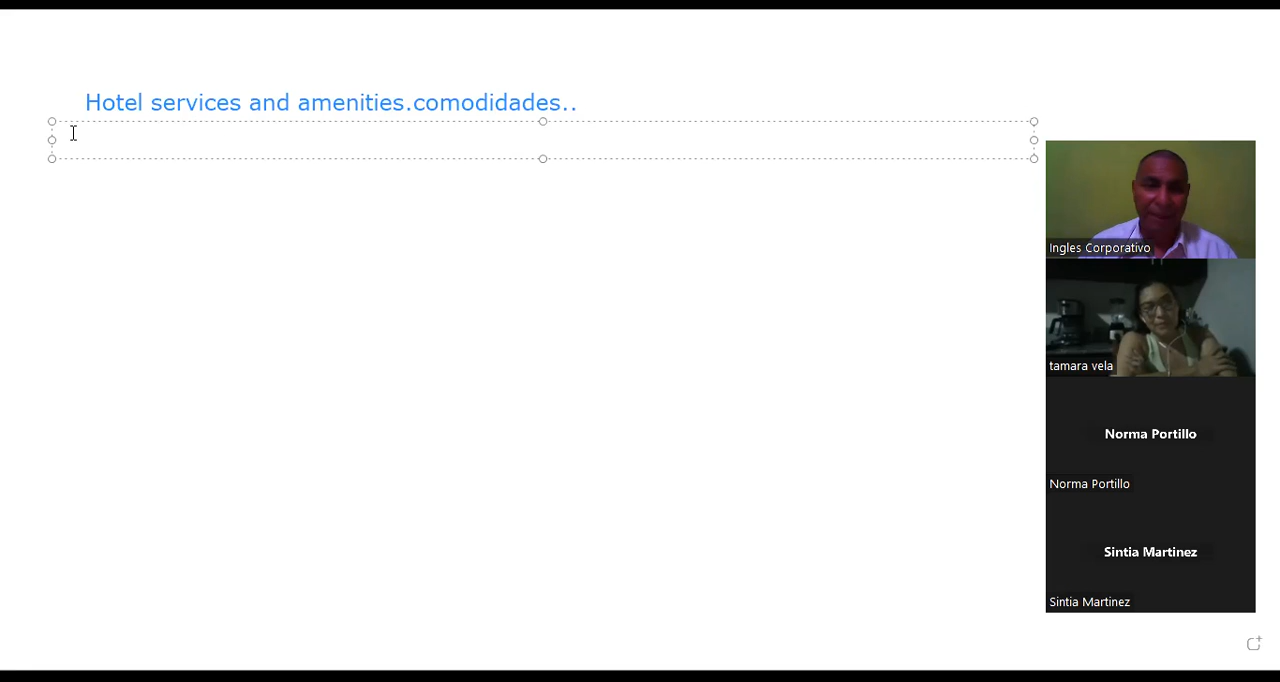 Hotel services and amenities.comodidades..
Ingles Corporativo
tamara vela
Norma Portillo
Norma Portillo
Sintia Martinez
Sintia Martinez